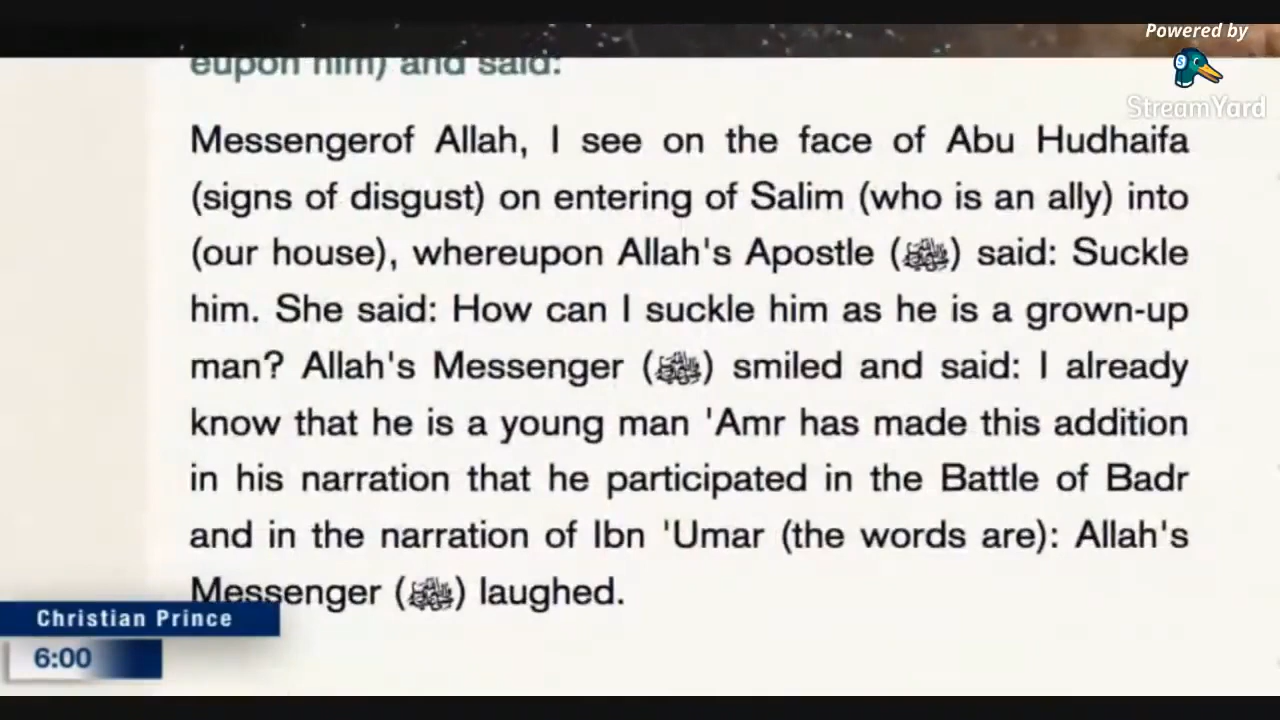 Powered by
StreamYard
eupon him) and said:
Messengerof Allah, I see on the face of Abu Hudhaifa
(signs of disgust) on entering of Salim (who is an ally) into
(our house), whereupon Allah's Apostle (ﷺ) said: Suckle
him. She said: How can I suckle him as he is a grown-up
man? Allah's Messenger (ﷺ) smiled and said: I already
know that he is a young man 'Amr has made this addition
in his narration that he participated in the Battle of Badr
and in the narration of Ibn 'Umar (the words are): Allah's
Messenger (ﷺ) laughed.
Christian Prince
6:00